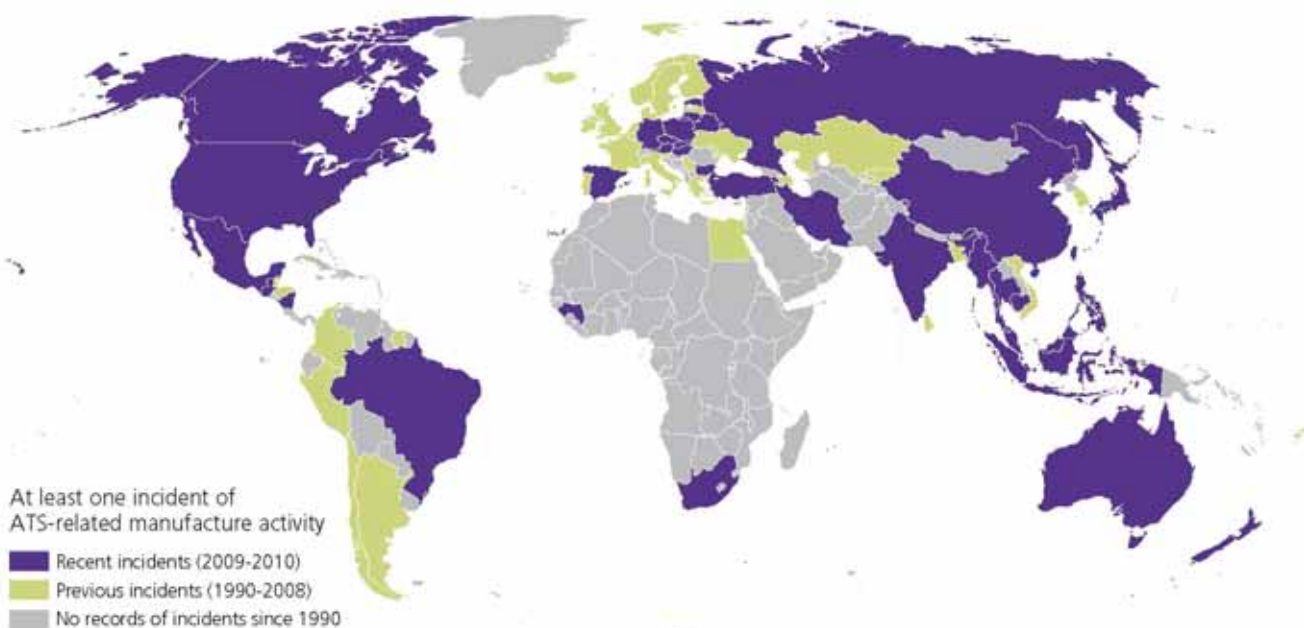 At least one incident of
ATS-related manufacture activity
Recent incidents (2009-2010)
Previous incidents (1990-2008)
No records of incidents since 1990